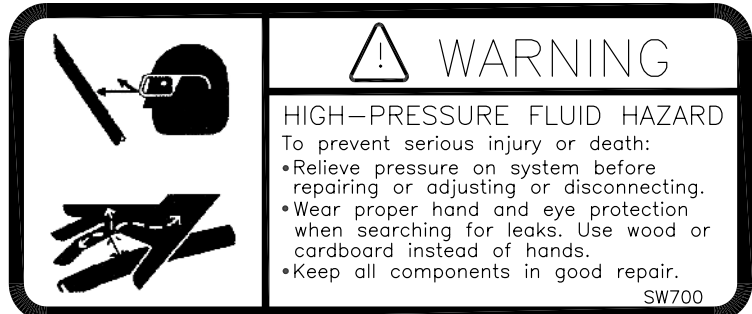 WARNING
HIGH-PRESSURE FLUID HAZARD
To prevent serious injury or death:
•Relieve pressure on system before
repairing or adjusting or disconnecting.
•Wear proper hand and eye protection
when searching for leaks. Use wood or
cardboard instead of hands.
•Keep all components in good repair.
SW700